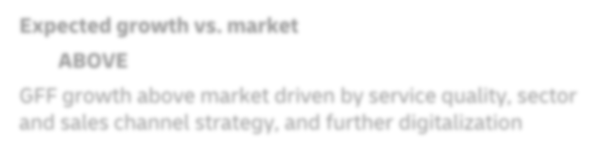 Expected growth vs. market
ABOVE
GFF growth above market driven by service quality, sector
and sales channel strategy, and further digitalization